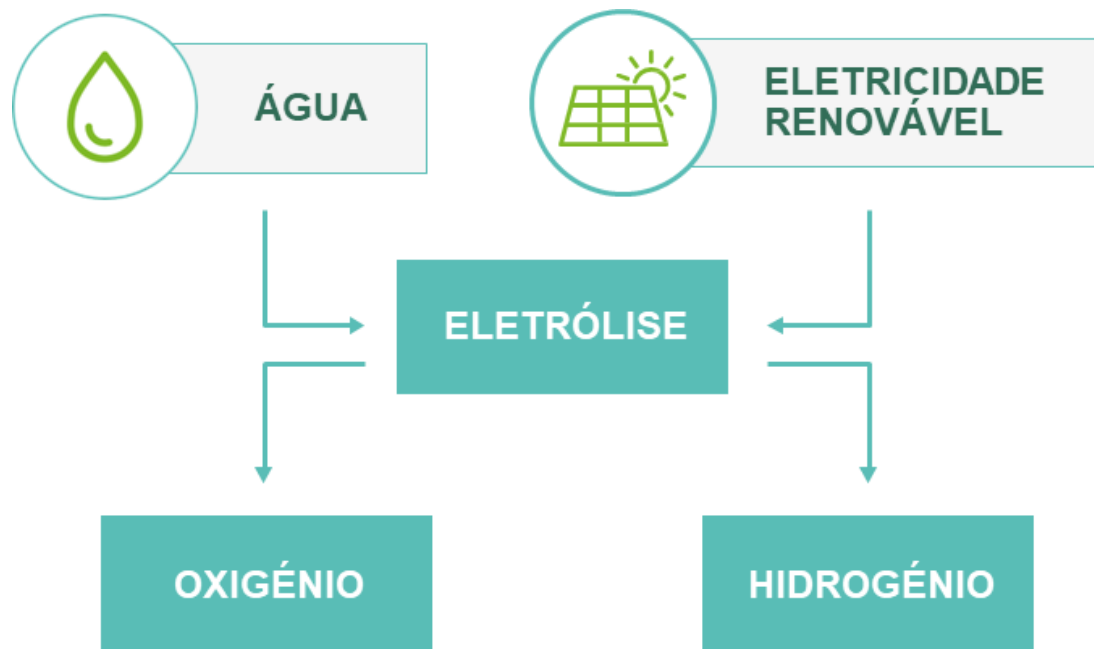 ÁGUA
ELETRICIDADE
RENOVÁVEL
ELETRÓLISE
OXIGÉNIO
HIDROGÉNIO